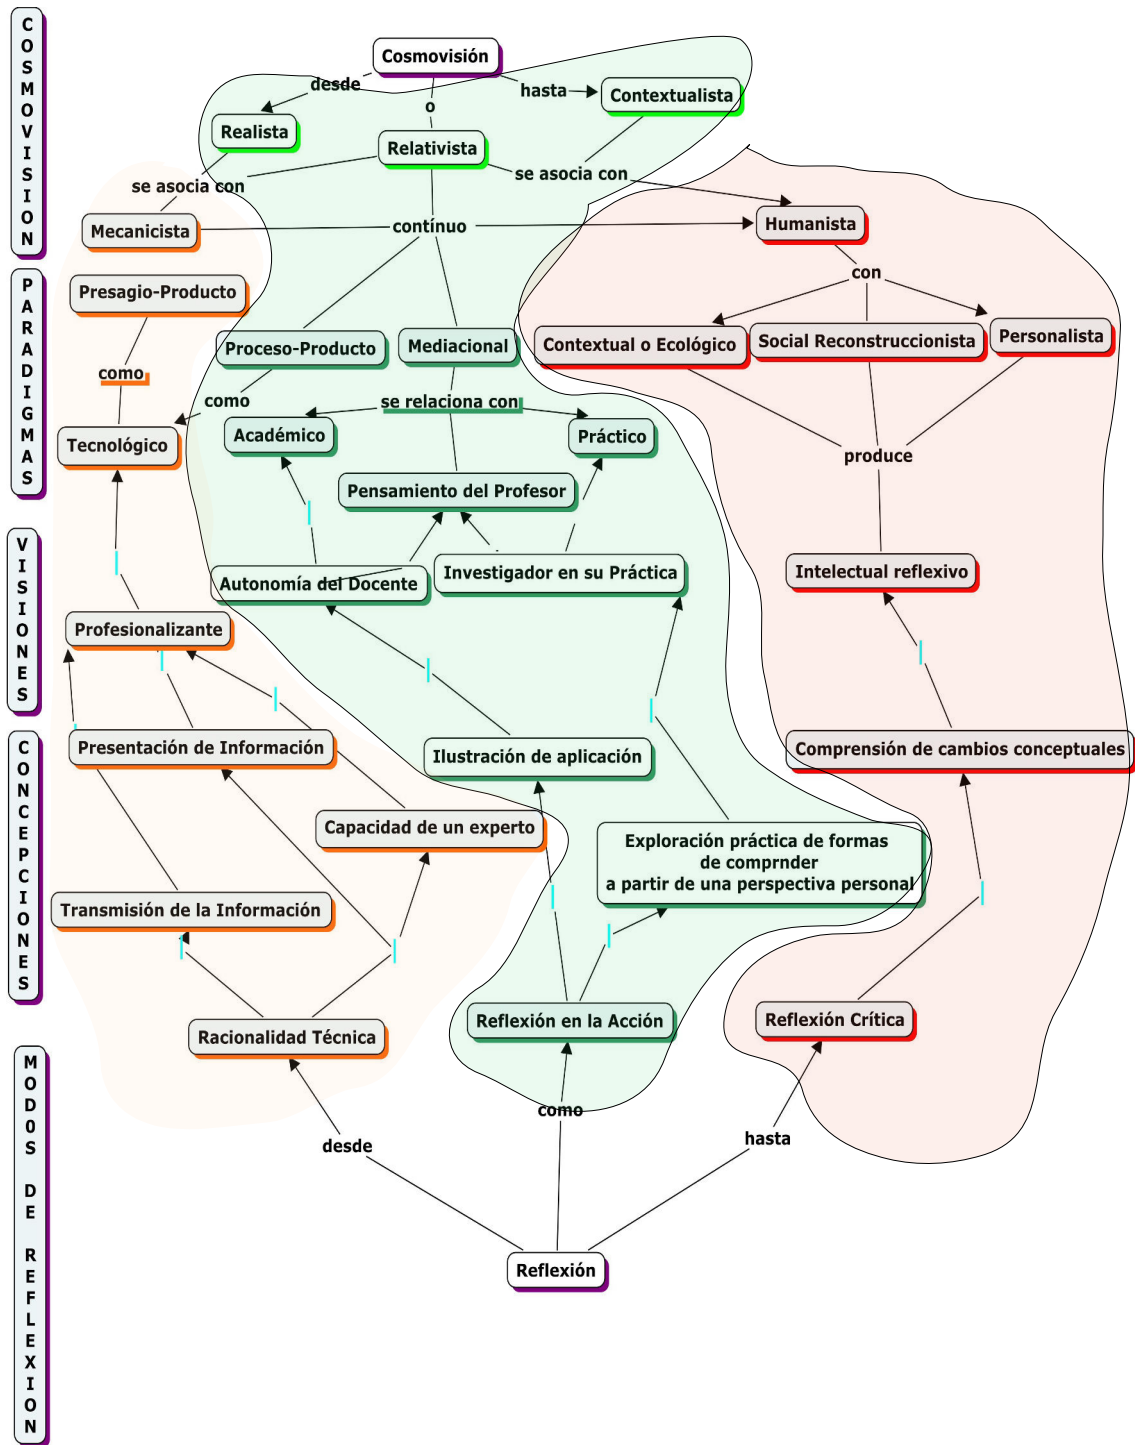 COSMOVISION
Cosmovisión
desde
o
hasta
Contextualista
Realista
Relativista
se asocia con
se asocia con
Mecanicista
contínuo
Humanista
con
PARADIGMAS
Presagio-Producto
Proceso-Producto
Mediacional
Contextual o Ecológico
Social Reconstruccionista
Personalista
como
como
se relaciona con
Tecnológico
Académico
Práctico
produce
Pensamiento del Profesor
VISIONES
Autonomía del Docente
Investigador en su Práctica
Intelectual reflexivo
Profesionalizante
CONCEPCIONES
Presentación de Información
Ilustración de aplicación
Comprensión de cambios conceptuales
Capacidad de un experto
Exploración práctica de formas
de comprnder
a partir de una perspectiva personal
Transmisión de la Información
Racionalidad Técnica
Reflexión en la Acción
Reflexión Crítica
MOD0S DE REFLEXION
desde
como
hasta
Reflexión